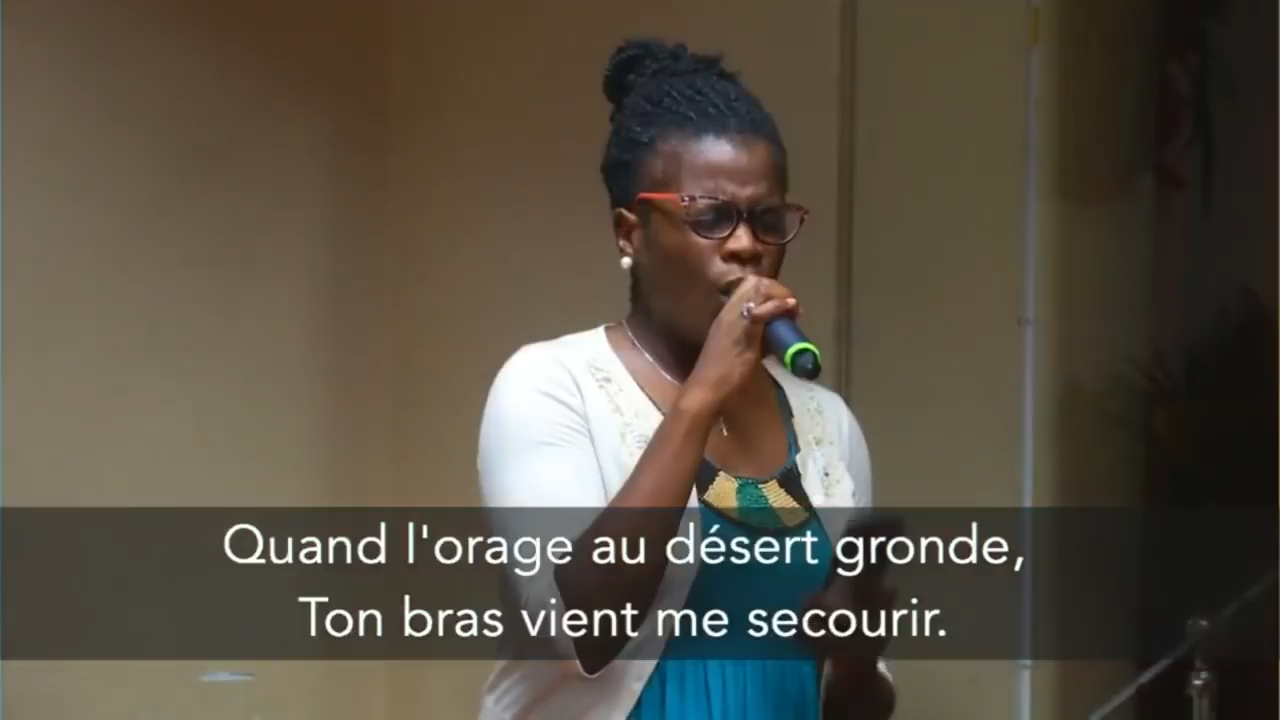 Quand l'orage au désert gronde,
Ton bras vient me secourir.